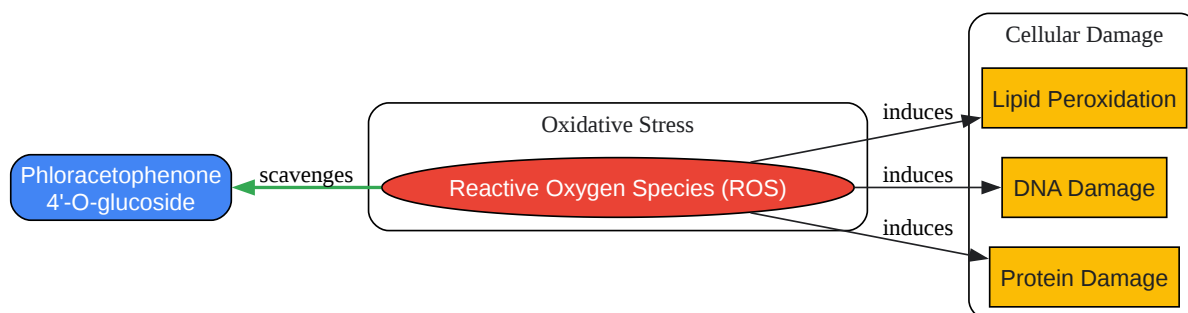 Cellular Damage
Lipid Peroxidation
induces
Oxidative Stress
Phloracetophenone
4'-O-glucoside
scavenges
Reactive Oxygen Species (ROS)
induces
DNA Damage
induces
Protein Damage